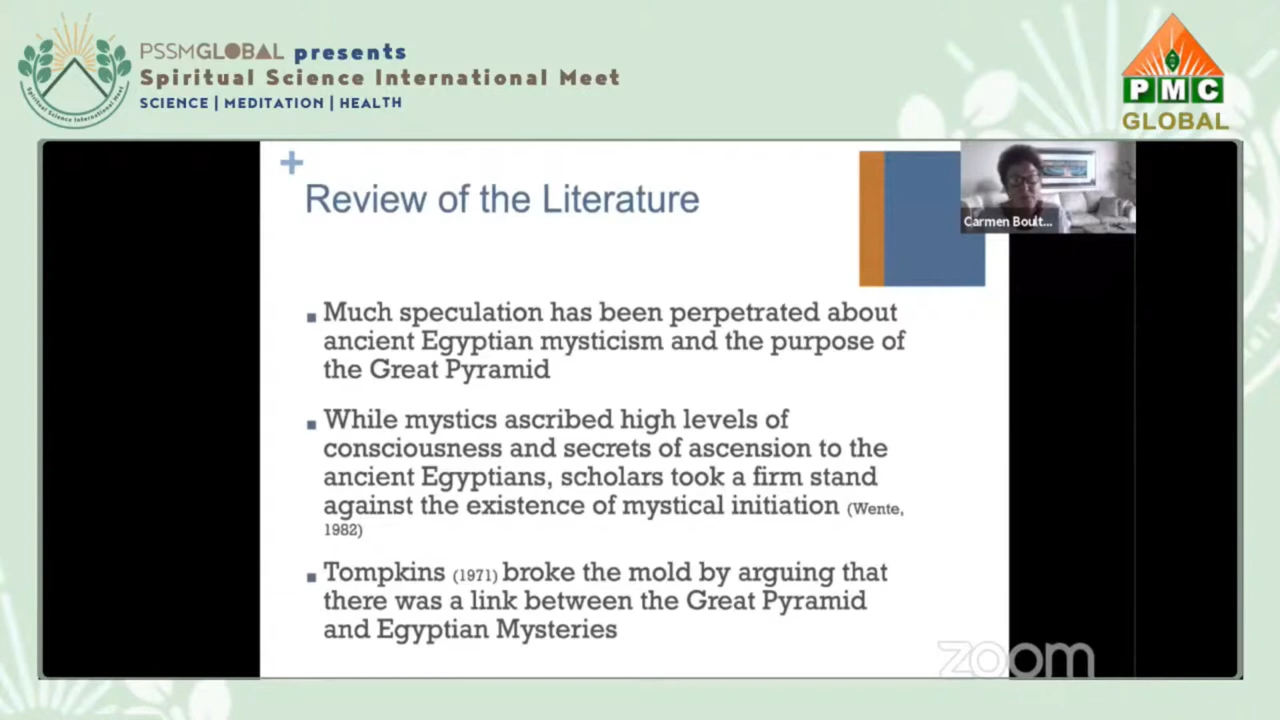 PSSMGLOBAL presents
Spiritual Science International Meet
SCIENCE | MEDITATION | HEALTH
Spiritual Science International Meet
PMC
GLOBAL
+
Review of the Literature
Carmen Boult...
Much speculation has been perpetrated about
ancient Egyptian mysticism and the purpose of
the Great Pyramid
While mystics ascribed high levels of
consciousness and secrets of ascension to the
ancient Egyptians, scholars took a firm stand
against the existence of mystical initiation (Wente,
1982)
Tompkins (1971) broke the mold by arguing that
there was a link between the Great Pyramid
and Egyptian Mysteries
zoom